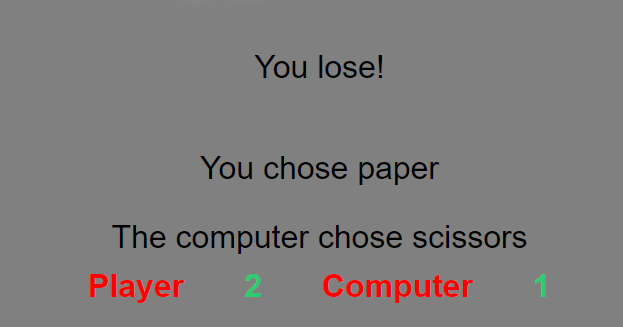 You lose!
You chose paper
The computer chose scissors
Player 2 Computer 1